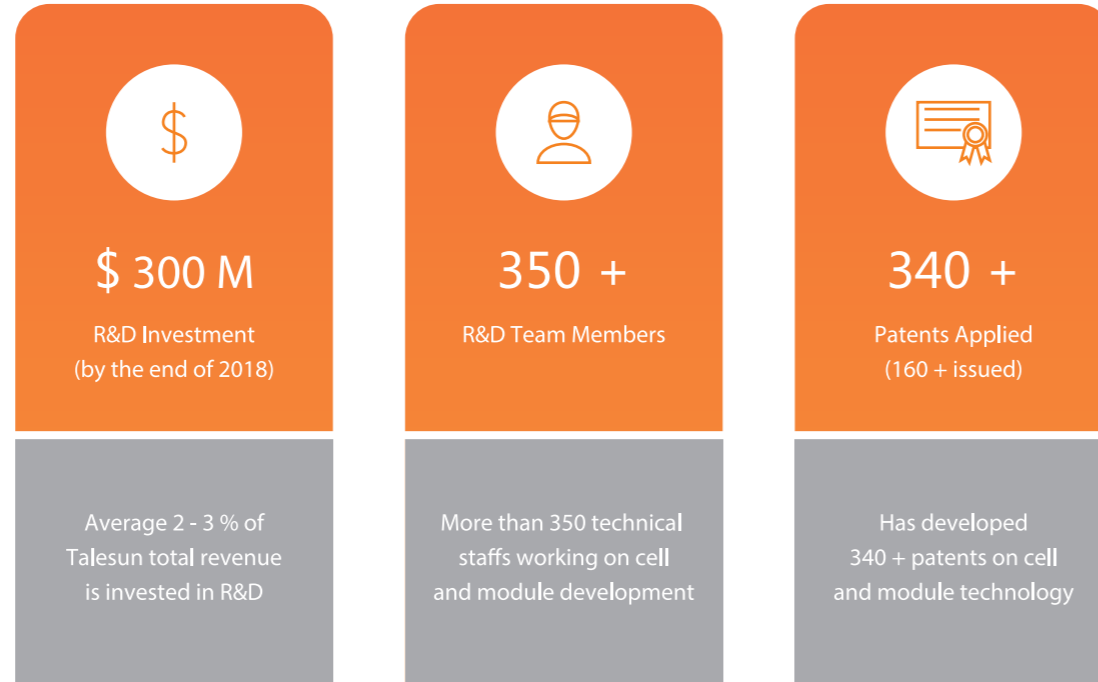 $ 300 M
R&D Investment
(by the end of 2018)
Average 2 - 3 % of
Talesun total revenue
is invested in R&D
350 +
R&D Team Members
More than 350 technical
staffs working on cell
and module development
340 +
Patents Applied
(160 + issued)
Has developed
340 + patents on cell
and module technology